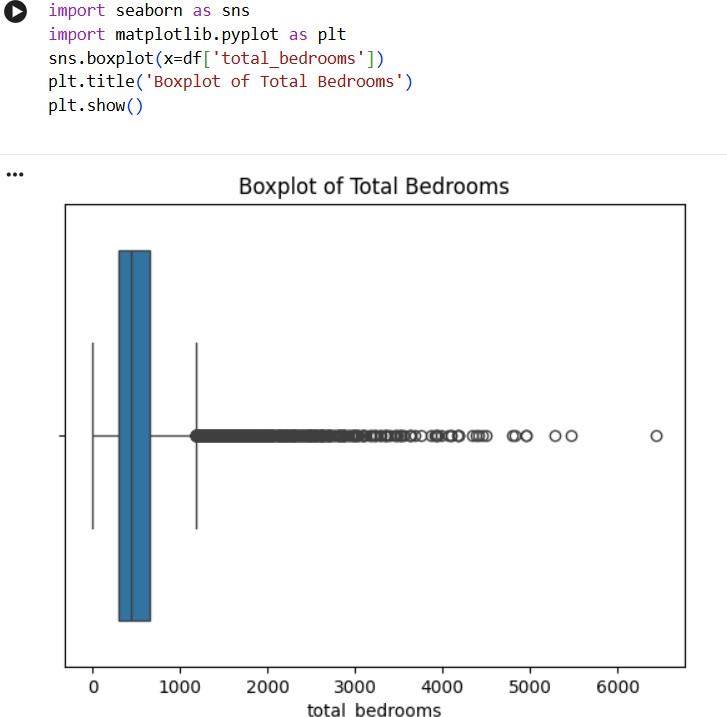 import seaborn as sns
import matplotlib.pyplot as plt
sns.boxplot(x=df['total_bedrooms'])
plt.title('Boxplot of Total Bedrooms')
plt.show()
Boxplot of Total Bedrooms
0 1000 2000 3000 4000 5000 6000
total_bedrooms